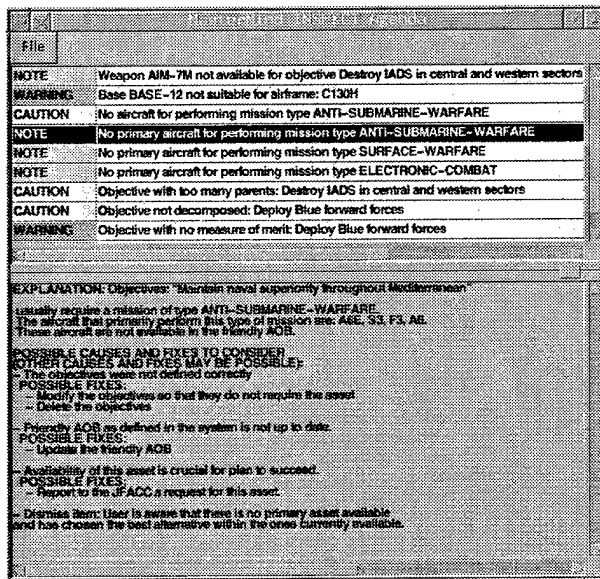 INSPECT Agenda
File
NOTE Weapon AIM-7M not available for objective Destroy IADS in central and western sectors
WARNING Base BASE-12 not suitable for airframe: C130H
CAUTION No aircraft for performing mission type ANTI-SUBMARINE-WARFARE
NOTE No primary aircraft for performing mission type ANTI-SUBMARINE-WARFARE
NOTE No primary aircraft for performing mission type SURFACE-WARFARE
NOTE No primary aircraft for performing mission type ELECTRONIC-COMBAT
CAUTION Objective with too many parents: Destroy IADS in central and western sectors
CAUTION Objective not decomposed: Deploy Blue forward forces
WARNING Objective with no measure of merit: Deploy Blue forward forces
EXPLANATION: Objectives: "Maintain naval superiority throughout Mediterranean"
usually require a mission of type ANTI-SUBMARINE-WARFARE.
The aircraft that primarily perform this type of mission are: A6E, S3, F3, A6.
These aircraft are not available in the friendly AOB.
POSSIBLE CAUSES AND FIXES TO CONSIDER
(OTHER CAUSES AND FIXES MAY BE POSSIBLE):
- The objectives were not defined correctly
POSSIBLE FIXES:
- Modify the objectives so that they do not require the asset
- Delete the objectives
- Friendly AOB as defined in the system is not up to date.
POSSIBLE FIXES:
- Update the friendly AOB
- Availability of this asset is crucial for plan to succeed.
POSSIBLE FIXES:
- Report to the JFACC a request for this asset.
- Dismiss item: User is aware that there is no primary asset available
and has chosen the best alternative within the ones currently available.